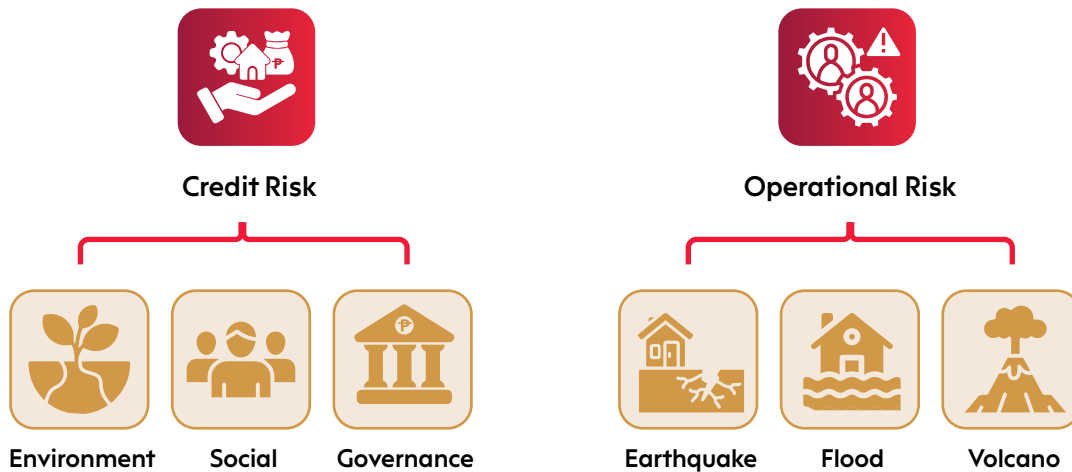 Credit Risk
Operational Risk
Environment
Social
Governance
Earthquake
Flood
Volcano